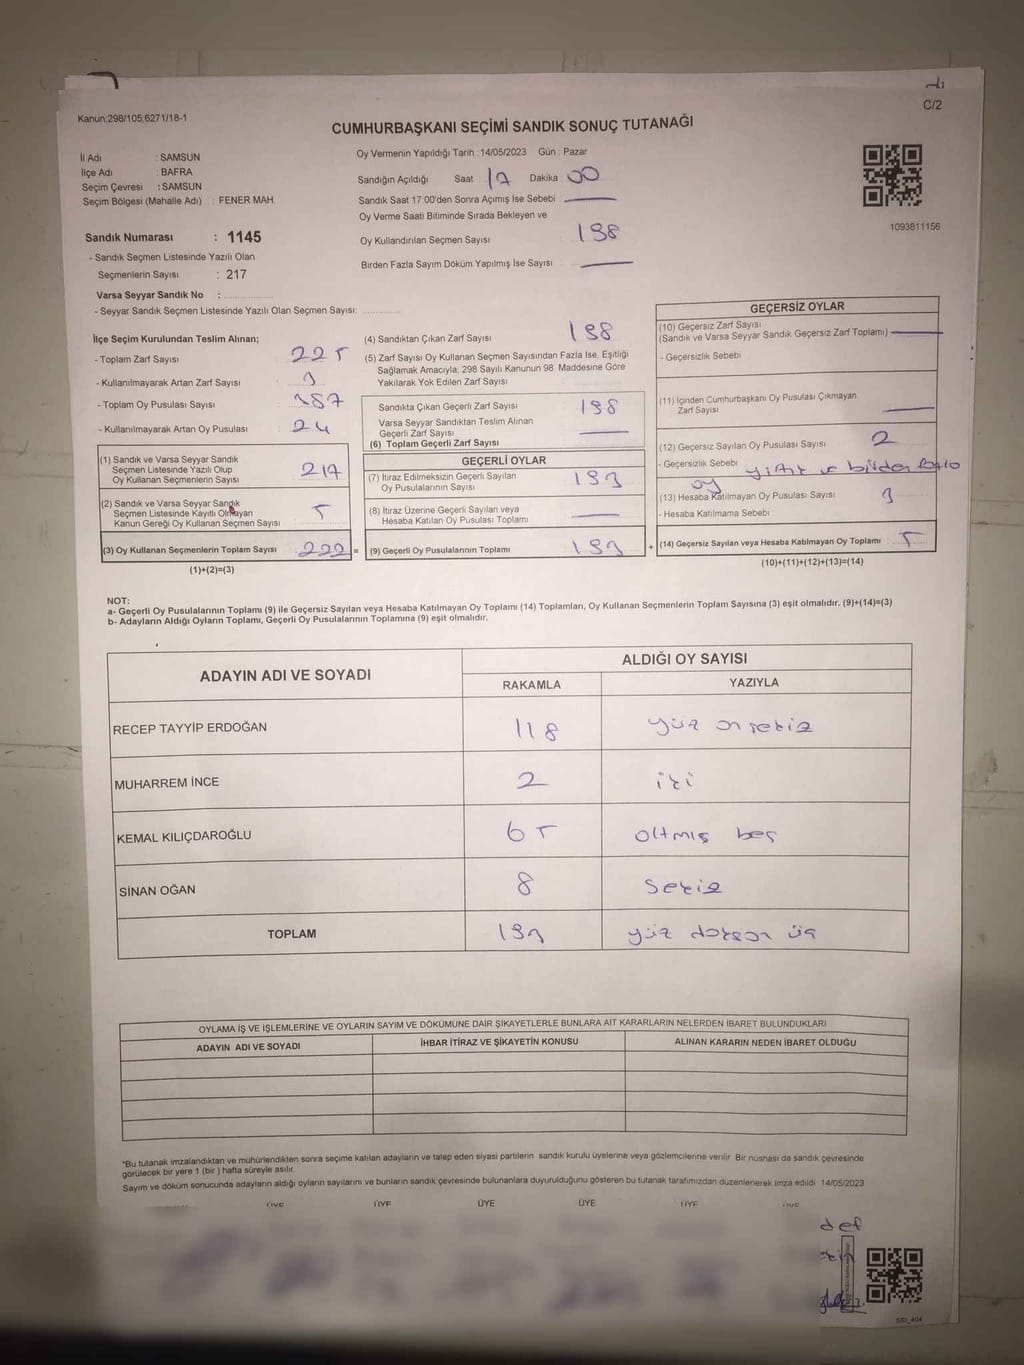 C/2
Kanun;298/105;6271/18-1
CUMHURBAŞKANI SEÇİMİ SANDIK SONUÇ TUTANAĞI
İl Adı : SAMSUN
İlçe Adı : BAFRA
Seçim Çevresi : SAMSUN
Seçim Bölgesi (Mahalle Adı) : FENER MAH.
Oy Vermenin Yapıldığı Tarih : 14/05/2023 Gün : Pazar
Sandığın Açıldığı Saat 17 Dakika 00
Sandık Saat 17:00'den Sonra Açımış İse Sebebi
Oy Verme Saati Bitiminde Sırada Bekleyen ve
Oy Kullandırılan Seçmen Sayısı 198
Birden Fazla Sayım Döküm Yapılmış İse Sayısı
1093811156
Sandık Numarası : 1145
- Sandık Seçmen Listesinde Yazılı Olan
Seçmenlerin Sayısı : 217
Varsa Seyyar Sandık No :
- Seyyar Sandık Seçmen Listesinde Yazılı Olan Seçmen Sayısı:
İlçe Seçim Kurulundan Teslim Alınan;
- Toplam Zarf Sayısı 225
- Kullanılmayarak Artan Zarf Sayısı 3
- Toplam Oy Pusulası Sayısı
- Kullanılmayarak Artan Oy Pusulası 24
(1) Sandık ve Varsa Seyyar Sandık
Seçmen Listesinde Yazılı Olup
Oy Kullanan Seçmenlerin Sayısı 217
(2) Sandık ve Varsa Seyyar Sandık
Seçmen Listesinde Kayıtlı Olmayan
Kanun Gereği Oy Kullanan Seçmen Sayısı 5
(3) Oy Kullanan Seçmenlerin Toplam Sayısı 222 =
(1)+(2)=(3)
(4) Sandıktan Çıkan Zarf Sayısı 198
(5) Zarf Sayısı Oy Kullanan Seçmen Sayısından Fazla İse, Eşitliği
Sağlamak Amacıyla; 298 Sayılı Kanunun 98. Maddesine Göre
Yakılarak Yok Edilen Zarf Sayısı
Sandıkta Çıkan Geçerli Zarf Sayısı 198
Varsa Seyyar Sandıktan Teslim Alınan
Geçerli Zarf Sayısı
(6) Toplam Geçerli Zarf Sayısı
GEÇERLİ OYLAR
(7) İtiraz Edilmeksizin Geçerli Sayılan
Oy Pusulalarının Sayısı 193
(8) İtiraz Üzerine Geçerli Sayılan veya
Hesaba Katılan Oy Pusulası Toplamı
(9) Geçerli Oy Pusulalarının Toplamı 193 +
GEÇERSİZ OYLAR
(10) Geçersiz Zarf Sayısı
(Sandık ve Varsa Seyyar Sandık Geçersiz Zarf Toplamı)
- Geçersizlik Sebebi
(11) İçinden Cumhurbaşkanı Oy Pusulası Çıkmayan
Zarf Sayısı
(12) Geçersiz Sayılan Oy Pusulası Sayısı 2
- Geçersizlik Sebebi yırtık ve birden fazla
oy
(13) Hesaba Katılmayan Oy Pusulası Sayısı 3
- Hesaba Katılmama Sebebi
(14) Geçersiz Sayılan veya Hesaba Katılmayan Oy Toplamı : 5
(10)+(11)+(12)+(13)=(14)
NOT:
a- Geçerli Oy Pusulalarının Toplamı (9) ile Geçersiz Sayılan veya Hesaba Katılmayan Oy Toplamı (14) Toplamları, Oy Kullanan Seçmenlerin Toplam Sayısına (3) eşit olmalıdır. (9)+(14)=(3)
b- Adayların Aldığı Oyların Toplamı, Geçerli Oy Pusulalarının Toplamına (9) eşit olmalıdır.
ADAYIN ADI VE SOYADI ALDIĞI OY SAYISI
RAKAMLA YAZIYLA
RECEP TAYYİP ERDOĞAN 118 yüz onsekiz
MUHARREM İNCE 2 iki
KEMAL KILIÇDAROĞLU 65 altmış beş
SİNAN OĞAN 8 sekiz
TOPLAM 193 yüz doksan üç
OYLAMA İŞ VE İŞLEMLERİNE VE OYLARIN SAYIM VE DÖKÜMÜNE DAİR ŞİKAYETLERLE BUNLARA AİT KARARLARIN NELERDEN İBARET BULUNDUKLARI
ADAYIN ADI VE SOYADI İHBAR İTİRAZ VE ŞİKAYETİN KONUSU ALINAN KARARIN NEDEN İBARET OLDUĞU
*Bu tutanak imzalandıktan ve mühürlendikten sonra seçime katılan adayların ve talep eden siyasi partilerin sandık kurulu üyelerine veya gözlemcilerine verilir. Bir nüshası da sandık çevresinde
görülecek bir yere 1 (bir ) hafta süreyle asılır.
Sayım ve döküm sonucunda adayların aldığı oyların sayılarını ve bunların sandık çevresinde bulunanlara duyurulduğunu gösteren bu tutanak tarafımızdan düzenlenerek imza edildi. 14/05/2023
ÜYE ÜYE ÜYE ÜYE ÜYE ÜYE